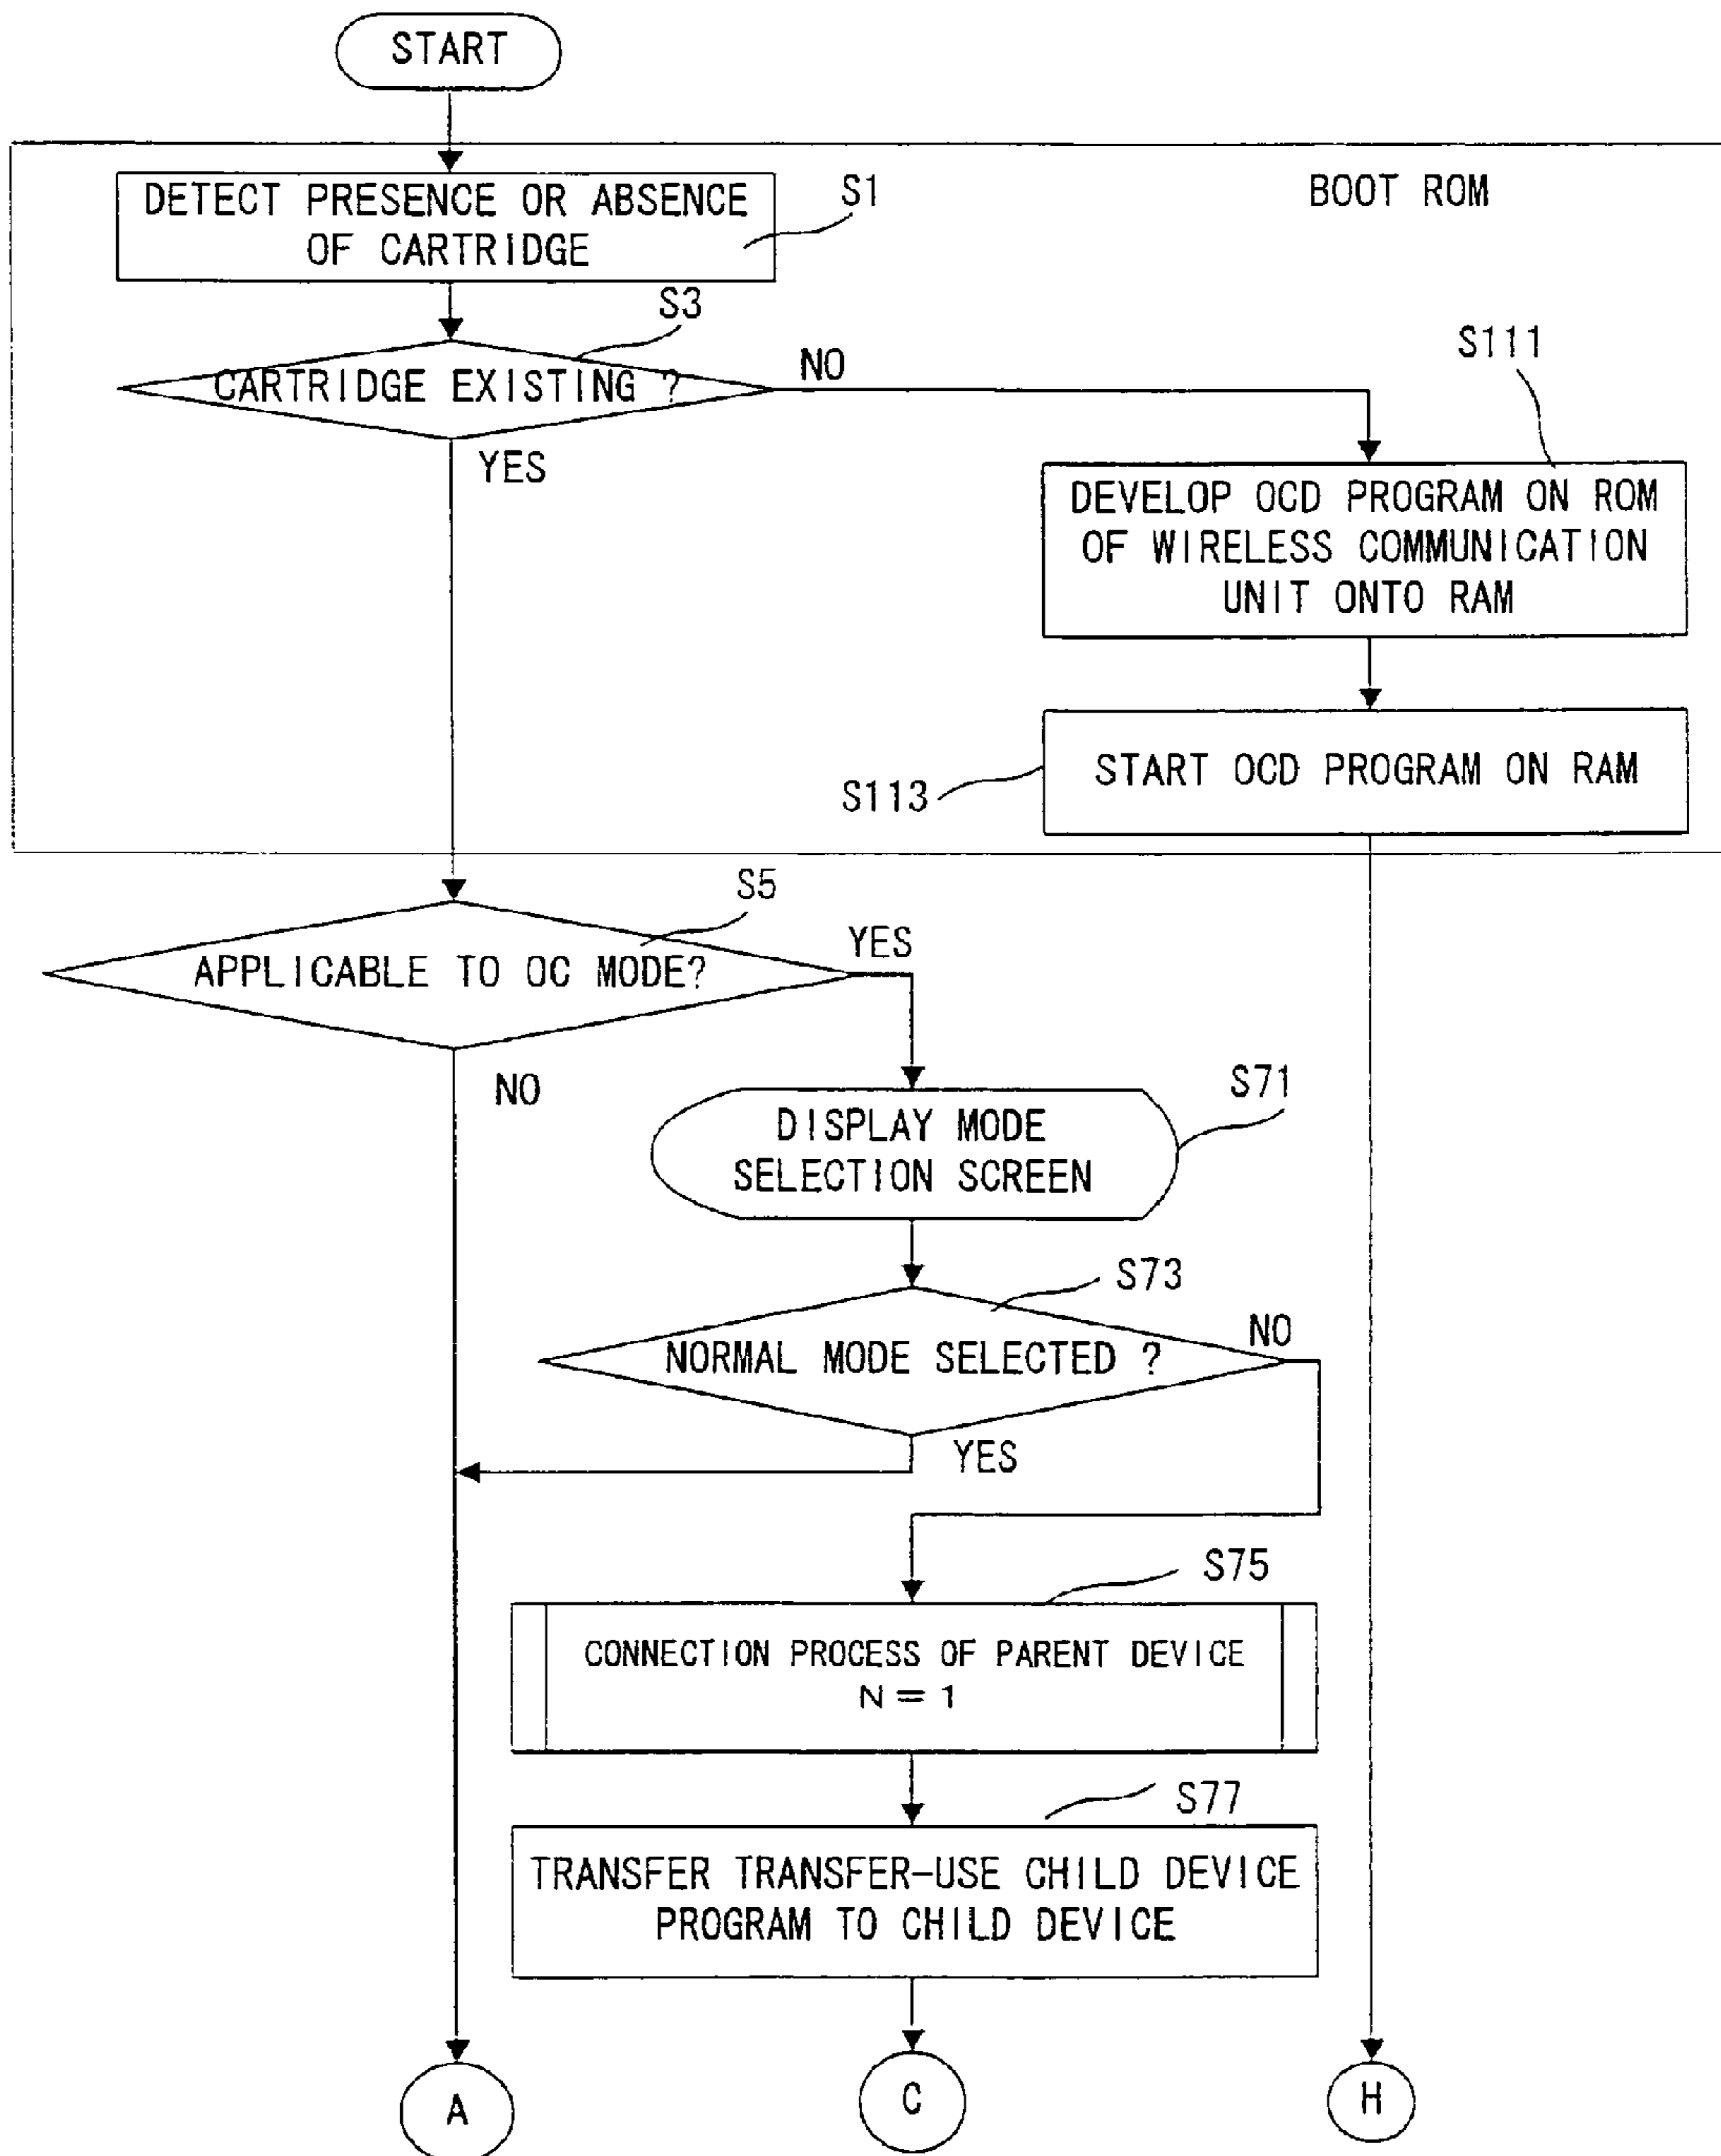 START
BOOT ROM
DETECT PRESENCE OR ABSENCE
OF CARTRIDGE
S1
S3
CARTRIDGE EXISTING ?
NO
YES
S111
DEVELOP OCD PROGRAM ON ROM
OF WIRELESS COMMUNICATION
UNIT ONTO RAM
START OCD PROGRAM ON RAM
S113
S5
APPLICABLE TO OC MODE?
YES
NO
S71
DISPLAY MODE
SELECTION SCREEN
S73
NORMAL MODE SELECTED ?
NO
YES
S75
CONNECTION PROCESS OF PARENT DEVICE
N = 1
S77
TRANSFER TRANSFER-USE CHILD DEVICE
PROGRAM TO CHILD DEVICE
A
C
H